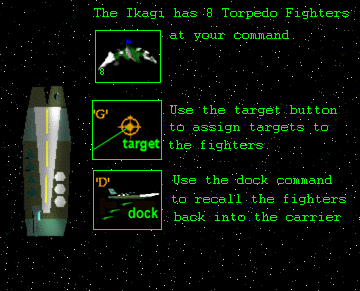 The Ikagi has 8 Torpedo Fighters
at your command
8
'G'
target
Use the target button
to assign targets to
the fighters
'D'
dock
Use the dock command
to recall the fighters
back into the carrier